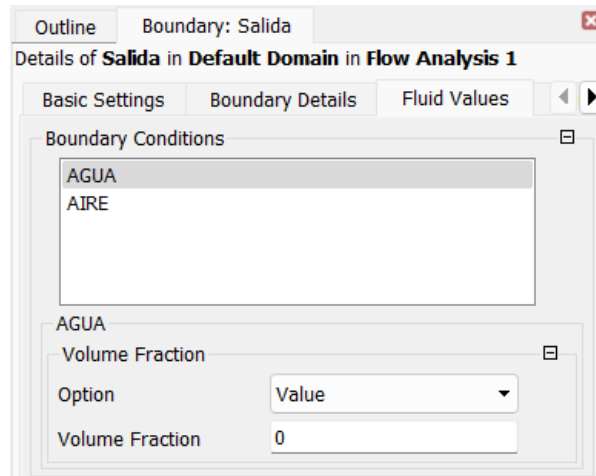 Outline Boundary: Salida
Details of Salida in Default Domain in Flow Analysis 1
Basic Settings Boundary Details Fluid Values
Boundary Conditions
AGUA
AIRE
AGUA
Volume Fraction
Option Value
Volume Fraction 0